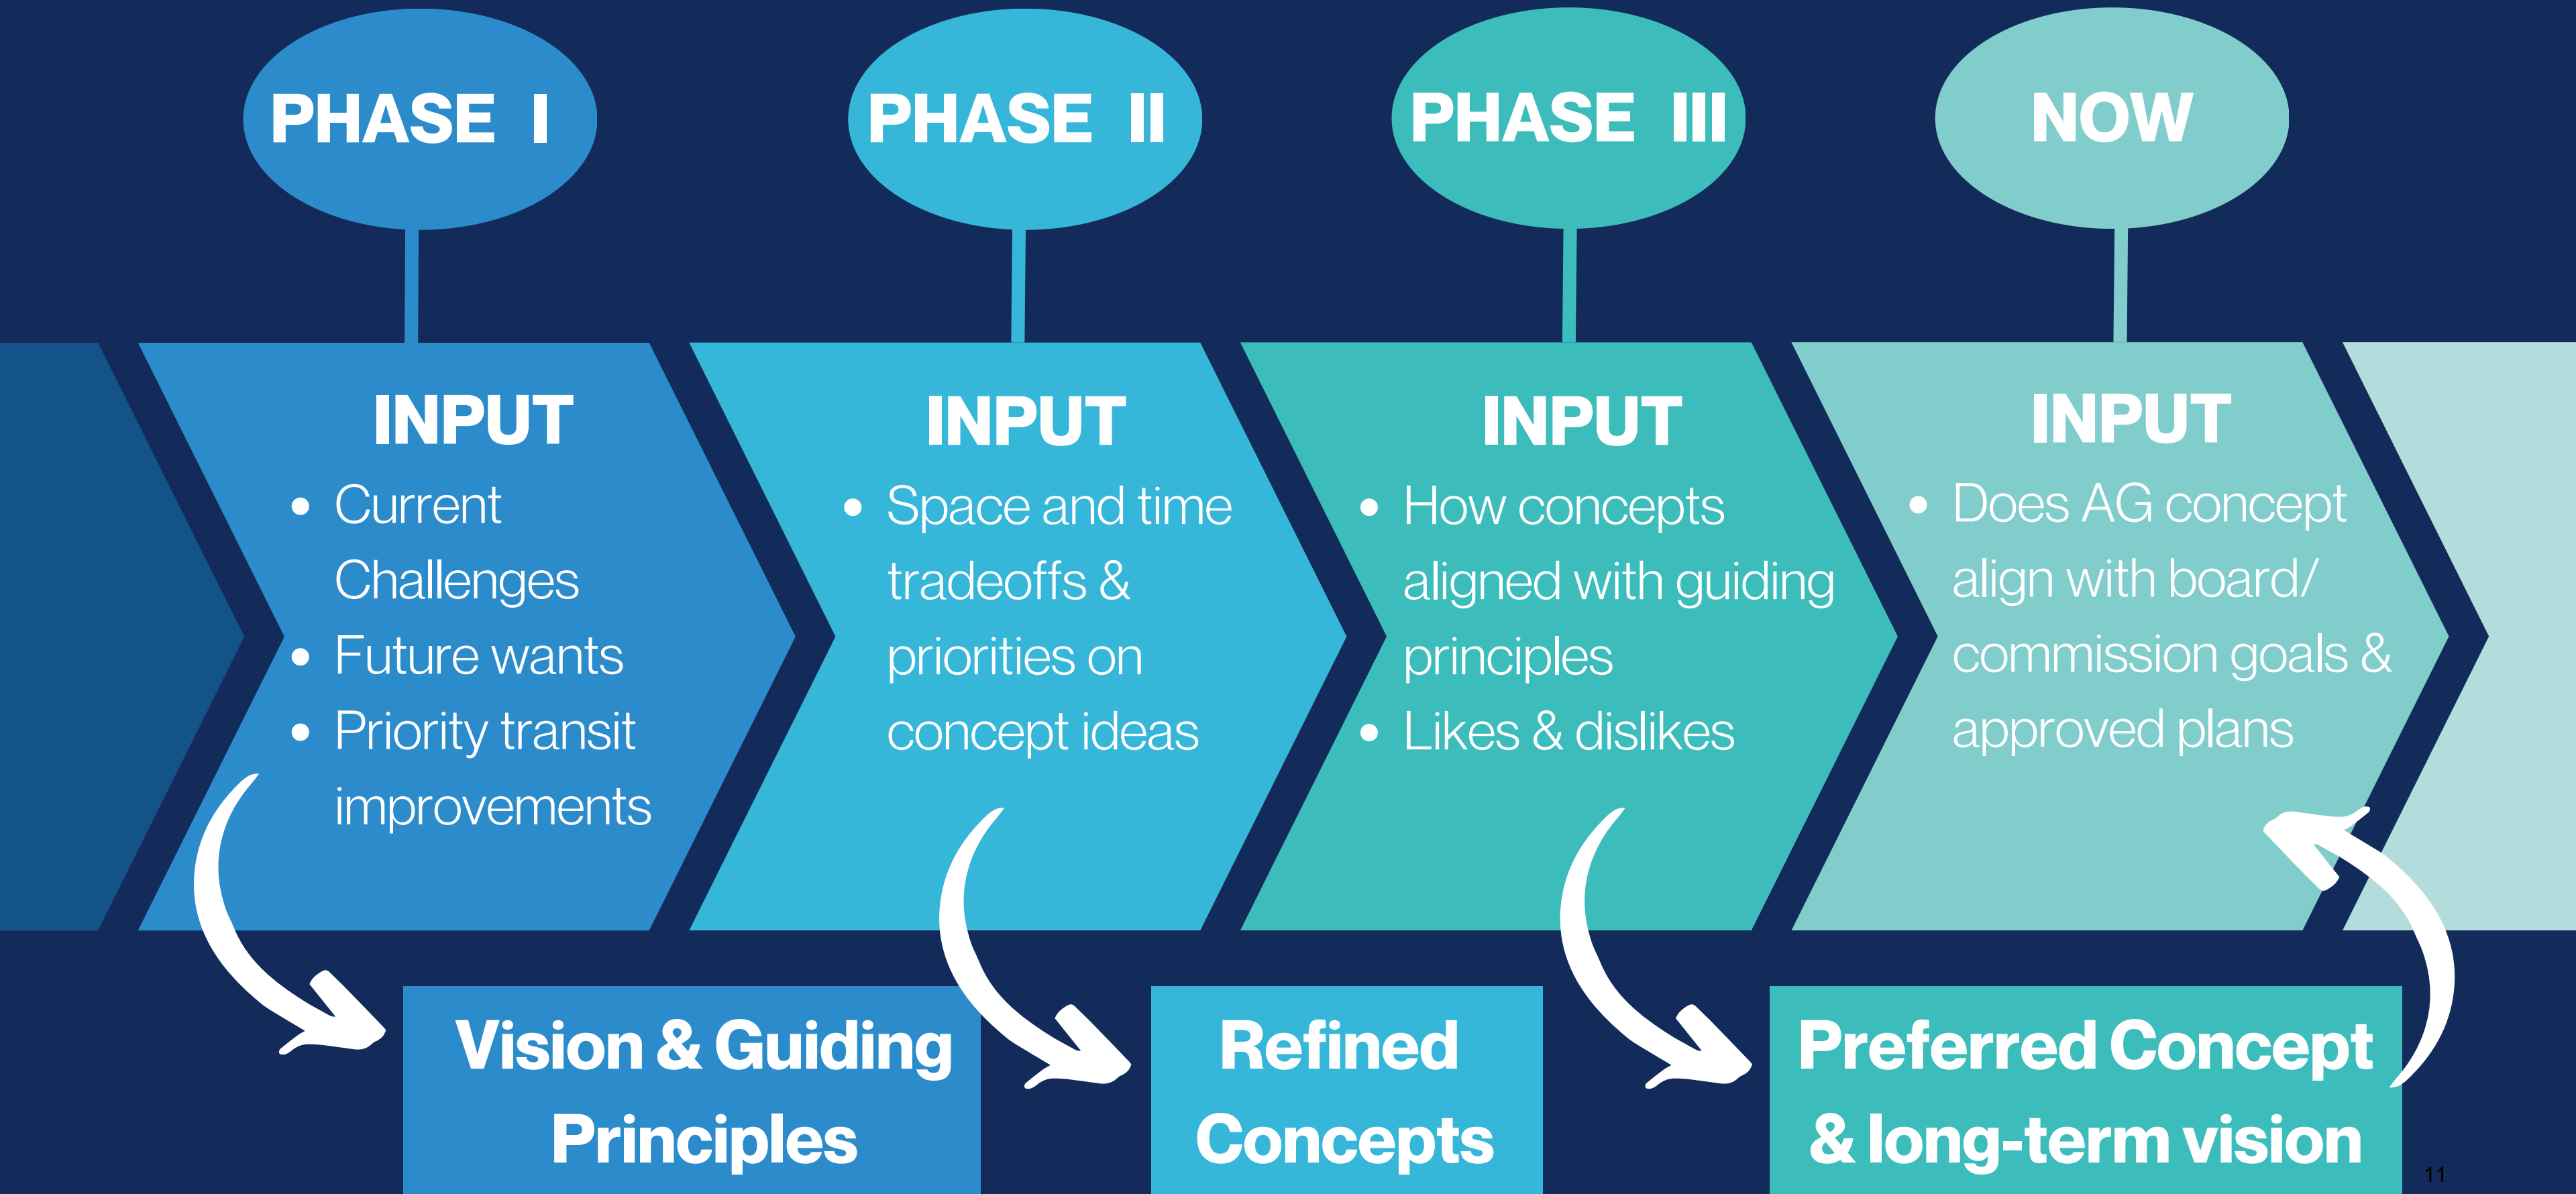 PHASE I
PHASE II
PHASE III
NOW
INPUT
• Current
Challenges
• Future wants
• Priority transit
improvements
INPUT
• Space and time
tradeoffs &
priorities on
concept ideas
INPUT
• How concepts
aligned with guiding
principles
• Likes & dislikes
INPUT
• Does AG concept
align with board/
commission goals &
approved plans
Vision & Guiding
Principles
Refined
Concepts
Preferred Concept
& long-term vision
11